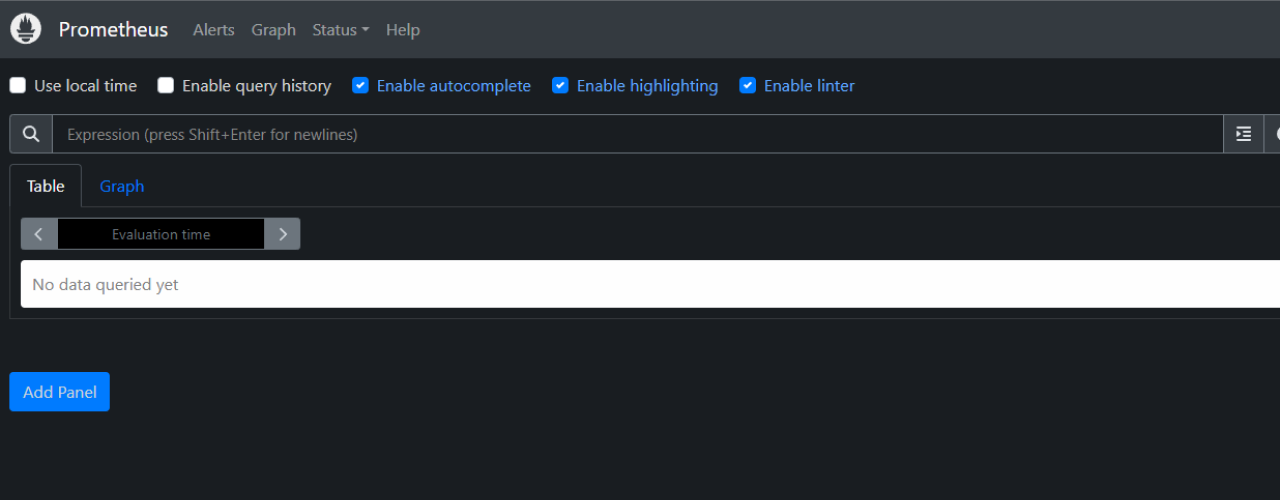 Prometheus Alerts Graph Status Help
Use local time Enable query history Enable autocomplete Enable highlighting Enable linter
Expression (press Shift+Enter for newlines)
Table Graph
Evaluation time
No data queried yet
Add Panel